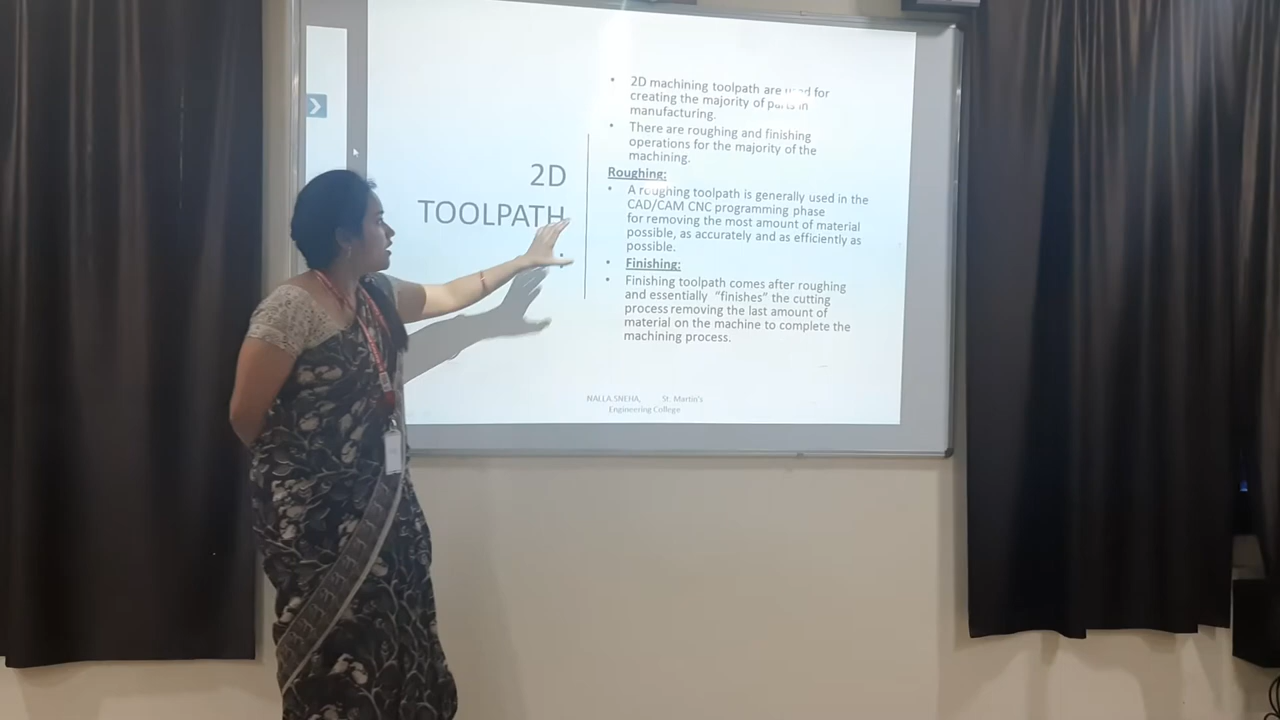 2D
TOOLPATH
:
• 2D machining toolpath are used for
creating the majority of parts in
manufacturing.
• There are roughing and finishing
operations for the majority of the
machining.
Roughing:
• A roughing toolpath is generally used in the
CAD/CAM CNC programming phase
for removing the most amount of material
possible, as accurately and as efficiently as
possible.
• Finishing:
• Finishing toolpath comes after roughing
and essentially "finishes" the cutting
process removing the last amount of
material on the machine to complete the
machining process.
NALLA.SNEHA, St. Martin's
Engineering College